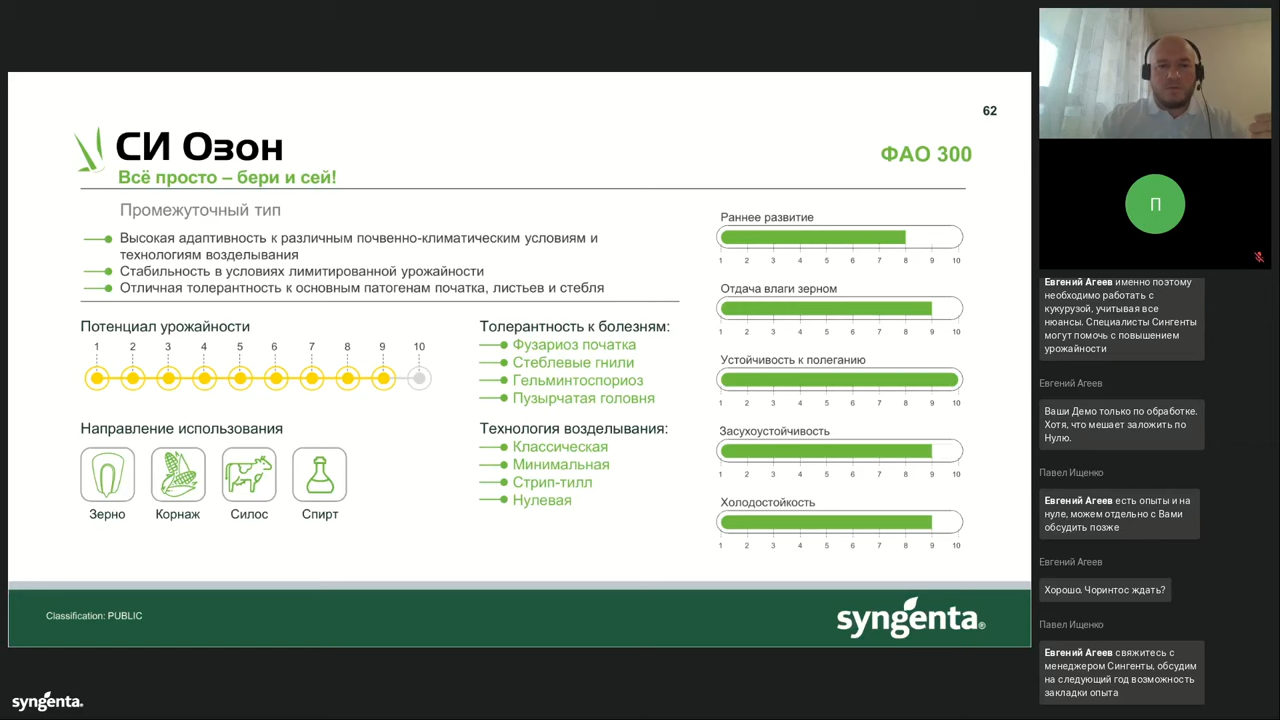 62
СИ Озон
Всё просто – бери и сей!
ФАО 300
Промежуточный тип
Высокая адаптивность к различным почвенно-климатическим условиям и
технологиям возделывания
Стабильность в условиях лимитированной урожайности
Отличная толерантность к основным патогенам початка, листьев и стебля
Потенциал урожайности
1 2 3 4 5 6 7 8 9 10
Направление использования
Зерно Корнаж Силос Спирт
Толерантность к болезням:
Фузариоз початка
Стеблевые гнили
Гельминтоспориоз
Пузырчатая головня
Технология возделывания:
Классическая
Минимальная
Стрип-тилл
Нулевая
Раннее развитие
1 2 3 4 5 6 7 8 9 10
Отдача влаги зерном
1 2 3 4 5 6 7 8 9 10
Устойчивость к полеганию
1 2 3 4 5 6 7 8 9 10
Засухоустойчивость
1 2 3 4 5 6 7 8 9 10
Холодостойкость
1 2 3 4 5 6 7 8 9 10
Classification: PUBLIC
syngenta®
syngenta.
П
Евгений Агеев именно поэтому
необходимо работать с
кукурузой, учитывая все
нюансы. Специалисты Сингенты
могут помочь с повышением
урожайности
Евгений Агеев
Ваши Демо только по обработке.
Хотя, что мешает заложить по
Нулю.
Павел Ищенко
Евгений Агеев есть опыты и на
нуле, можем отдельно с Вами
обсудить позже
Евгений Агеев
Хорошо. Чоринтос ждать?
Павел Ищенко
Евгений Агеев свяжитесь с
менеджером Сингенты, обсудим
на следующий год возможность
закладки опыта